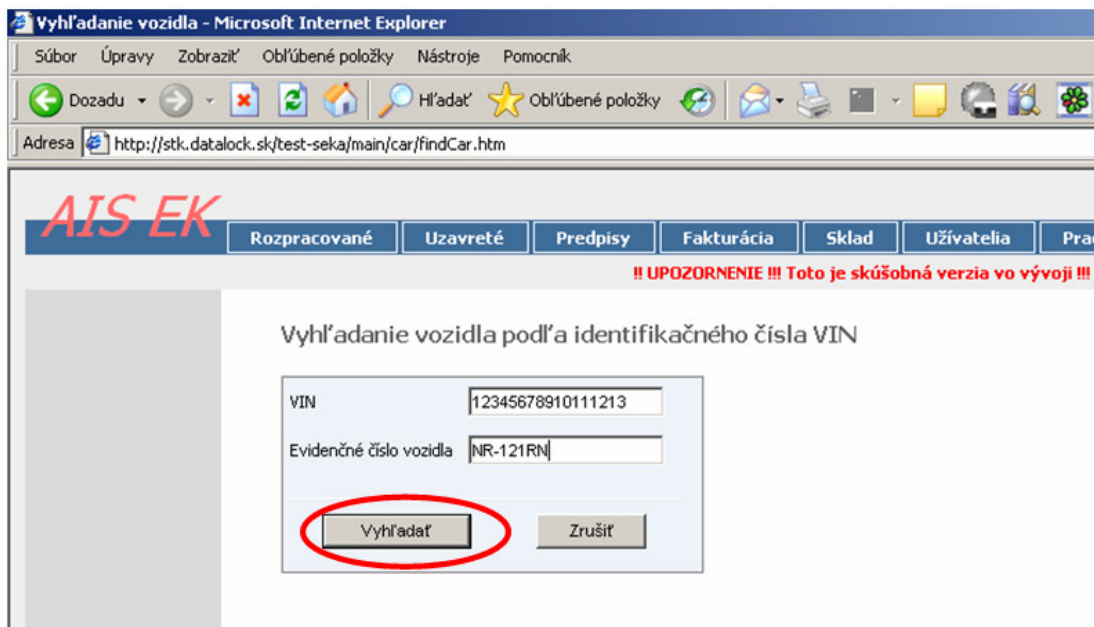 Vyhľadanie vozidla - Microsoft Internet Explorer
Súbor Úpravy Zobraziť Obľúbené položky Nástroje Pomocník
Dozadu Hľadať Obľúbené položky
Adresa http://stk.datalock.sk/test-seka/main/car/findCar.htm
AIS EK
Rozpracované Uzavreté Predpisy Fakturácia Sklad Užívatelia
!! UPOZORNENIE !!! Toto je skúšobná verzia vo vývoji !!!
Vyhľadanie vozidla podľa identifikačného čísla VIN
VIN 12345678910111213
Evidenčné číslo vozidla NR-121RN
Vyhľadať Zrušiť